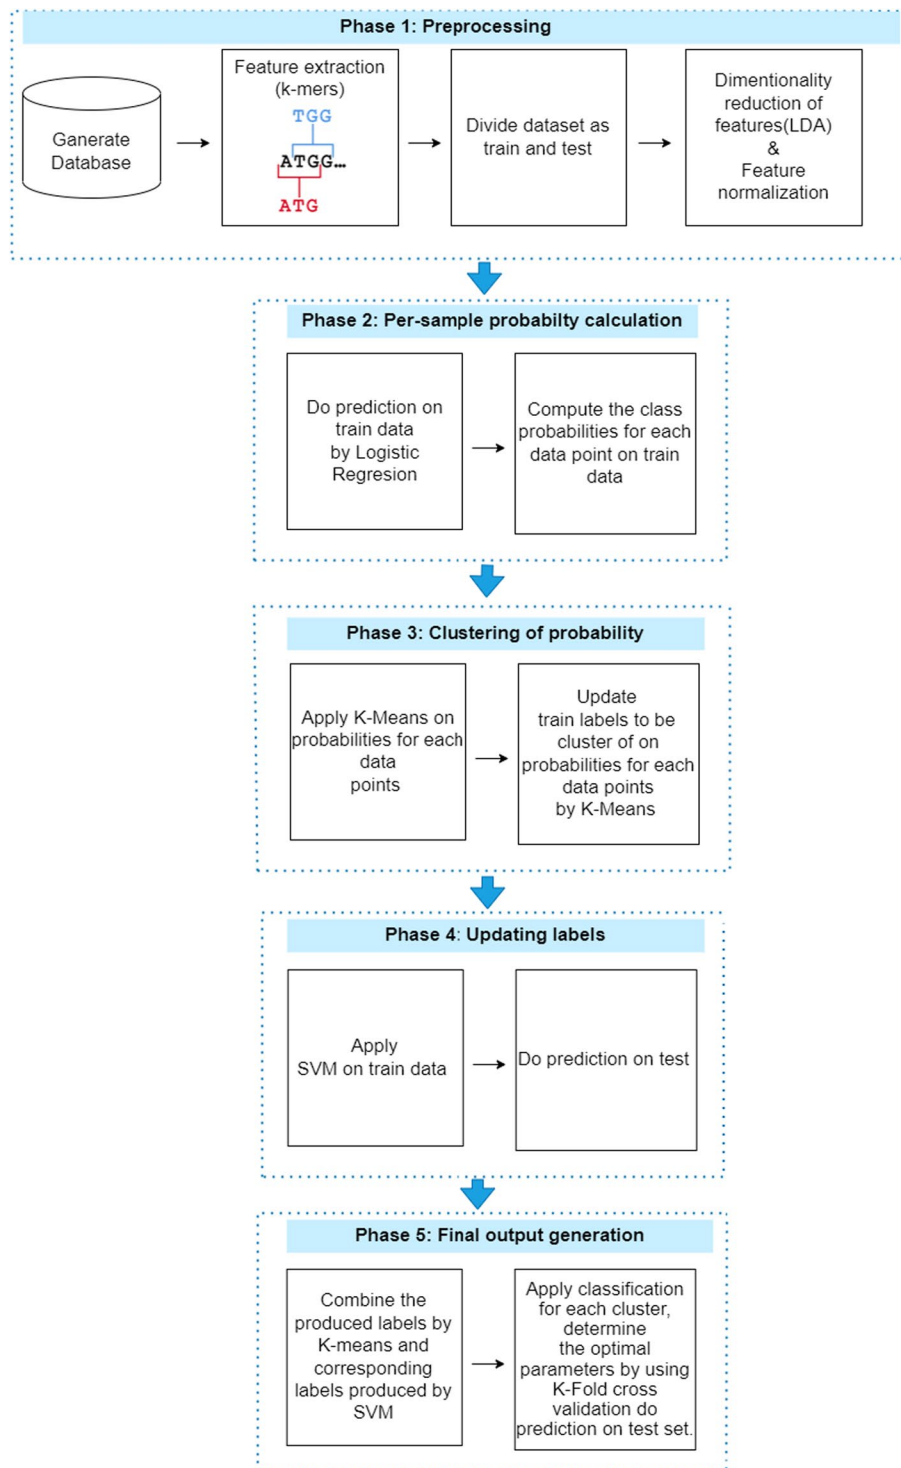 Phase 1: Preprocessing
Ganerate
Database
Feature extraction
(k-mers)
TGG
ATGG...
ATG
Divide dataset as
train and test
Dimentionality
reduction of
features(LDA)
&
Feature
normalization
Phase 2: Per-sample probabilty calculation
Do prediction on
train data
by Logistic
Regresion
Compute the class
probabilities for each
data point on train
data
Phase 3: Clustering of probability
Apply K-Means on
probabilities for each
data
points
Update
train labels to be
cluster of on
probabilities for each
data points
by K-Means
Phase 4: Updating labels
Apply
SVM on train data
Do prediction on test
Phase 5: Final output generation
Combine the
produced labels by
K-means and
corresponding
labels produced by
SVM
Apply classification
for each cluster,
determine
the optimal
parameters by using
K-Fold cross
validation do
prediction on test set.